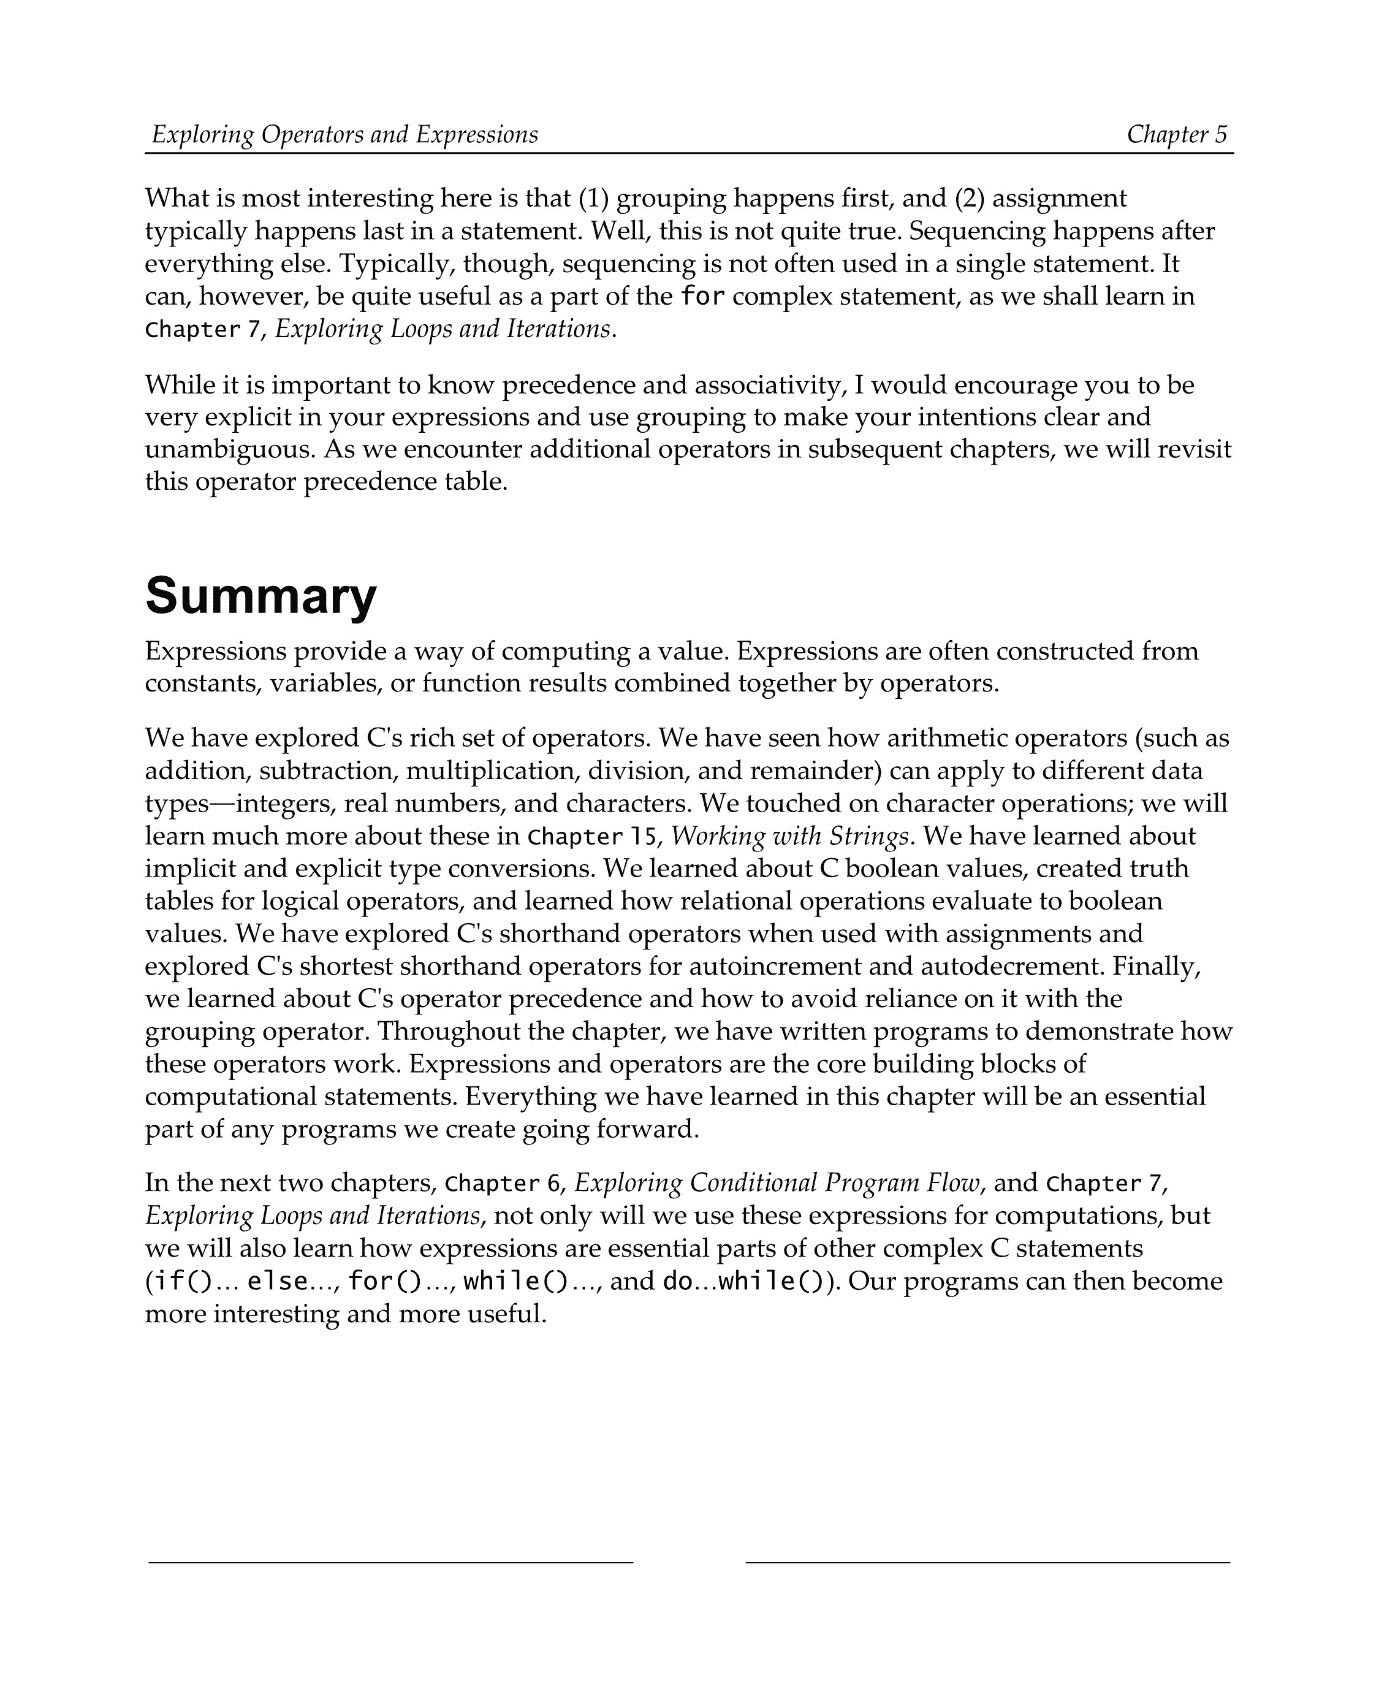 Exploring Operators and Expressions Chapter 5
What is most interesting here is that (1) grouping happens first, and (2) assignment
typically happens last in a statement. Well, this is not quite true. Sequencing happens after
everything else. Typically, though, sequencing is not often used in a single statement. It
can, however, be quite useful as a part of the for complex statement, as we shall learn in
Chapter 7, Exploring Loops and Iterations.
While it is important to know precedence and associativity, I would encourage you to be
very explicit in your expressions and use grouping to make your intentions clear and
unambiguous. As we encounter additional operators in subsequent chapters, we will revisit
this operator precedence table.
Summary
Expressions provide a way of computing a value. Expressions are often constructed from
constants, variables, or function results combined together by operators.
We have explored C's rich set of operators. We have seen how arithmetic operators (such as
addition, subtraction, multiplication, division, and remainder) can apply to different data
types—integers, real numbers, and characters. We touched on character operations; we will
learn much more about these in Chapter 15, Working with Strings. We have learned about
implicit and explicit type conversions. We learned about C boolean values, created truth
tables for logical operators, and learned how relational operations evaluate to boolean
values. We have explored C's shorthand operators when used with assignments and
explored C's shortest shorthand operators for autoincrement and autodecrement. Finally,
we learned about C's operator precedence and how to avoid reliance on it with the
grouping operator. Throughout the chapter, we have written programs to demonstrate how
these operators work. Expressions and operators are the core building blocks of
computational statements. Everything we have learned in this chapter will be an essential
part of any programs we create going forward.
In the next two chapters, Chapter 6, Exploring Conditional Program Flow, and Chapter 7,
Exploring Loops and Iterations, not only will we use these expressions for computations, but
we will also learn how expressions are essential parts of other complex C statements
(if()… else…, for()…, while()…, and do…while()). Our programs can then become
more interesting and more useful.